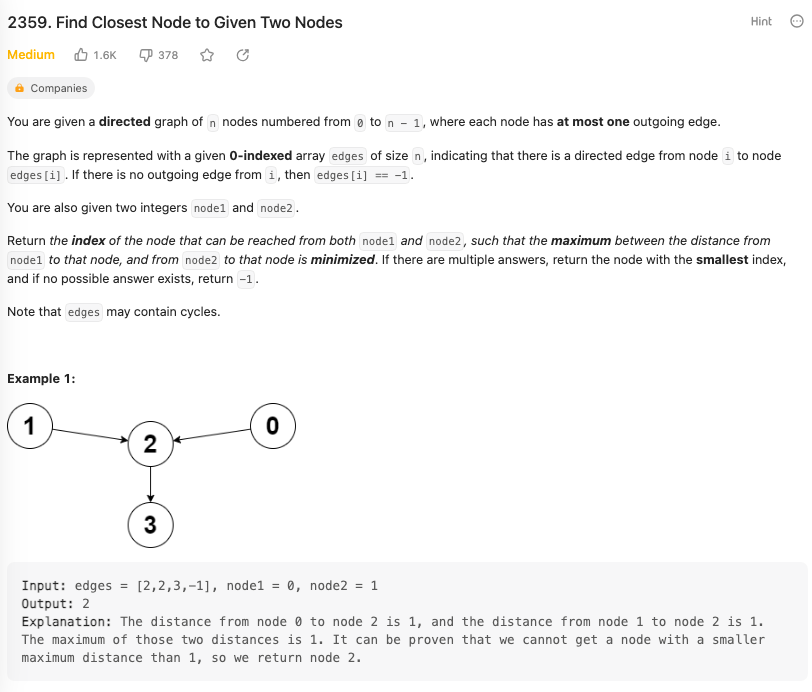 2359. Find Closest Node to Given Two Nodes
Hint
Medium 1.6K 378
Companies
You are given a directed graph of n nodes numbered from 0 to n - 1, where each node has at most one outgoing edge.
The graph is represented with a given 0-indexed array edges of size n, indicating that there is a directed edge from node i to node
edges[i]. If there is no outgoing edge from i, then edges[i] == -1.
You are also given two integers node1 and node2.
Return the index of the node that can be reached from both node1 and node2, such that the maximum between the distance from
node1 to that node, and from node2 to that node is minimized. If there are multiple answers, return the node with the smallest index,
and if no possible answer exists, return -1.
Note that edges may contain cycles.
Example 1:
1
0
2
3
Input: edges = [2,2,3,-1], node1 = 0, node2 = 1
Output: 2
Explanation: The distance from node 0 to node 2 is 1, and the distance from node 1 to node 2 is 1.
The maximum of those two distances is 1. It can be proven that we cannot get a node with a smaller
maximum distance than 1, so we return node 2.